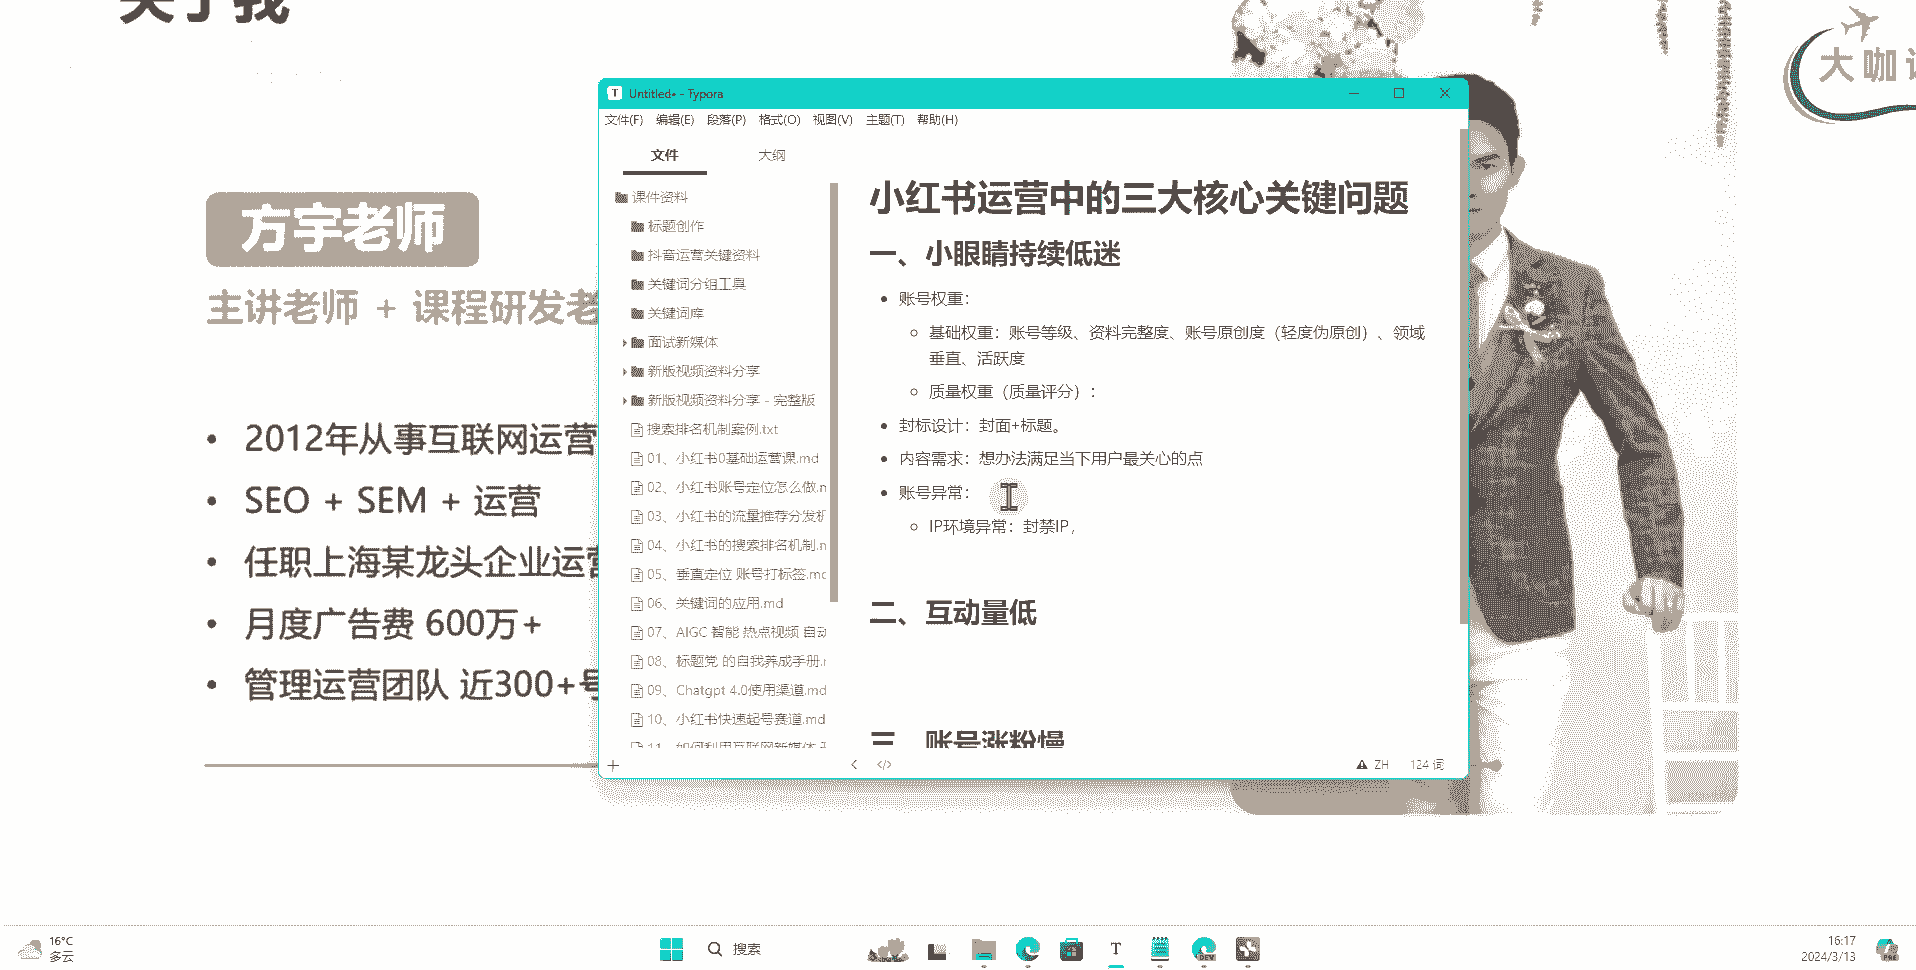 关于我
大咖
方宇老师
主讲老师 + 课程研发老
2012年从事互联网运营
SEO + SEM + 运营
任职上海某龙头企业运营
月度广告费 600万+
管理运营团队 近300+号
Untitled• - Typora
文件(F) 编辑(E) 段落(P) 格式(O) 视图(V) 主题(T) 帮助(H)
文件 大纲
课件资料
标题创作
抖音运营关键资料
关键词分组工具
关键词库
面试新媒体
新版视频资料分享
新版视频资料分享 - 完整版
搜索排名机制案例.txt
01、小红书0基础运营课.md
02、小红书账号定位怎么做.m
03、小红书的流量推荐分发机
04、小红书的搜索排名机制.m
05、垂直定位 账号打标签.md
06、关键词的应用.md
07、AIGC 智能 热点视频 自动
08、标题党 的自我养成手册.m
09、Chatgpt 4.0使用渠道.md
10、小红书快速起号赛道.md
11、如何利用互联网新媒体
小红书运营中的三大核心关键问题
一、小眼睛持续低迷
账号权重：
基础权重：账号等级、资料完整度、账号原创度（轻度伪原创）、领域
垂直、活跃度
质量权重（质量评分）：
封标设计：封面+标题。
内容需求：想办法满足当下用户最关心的点
账号异常：
IP环境异常：封禁IP，
二、互动量低
三、账号涨粉慢
ZH 124 词
16°C
多云
搜索
16:17
2024/3/13